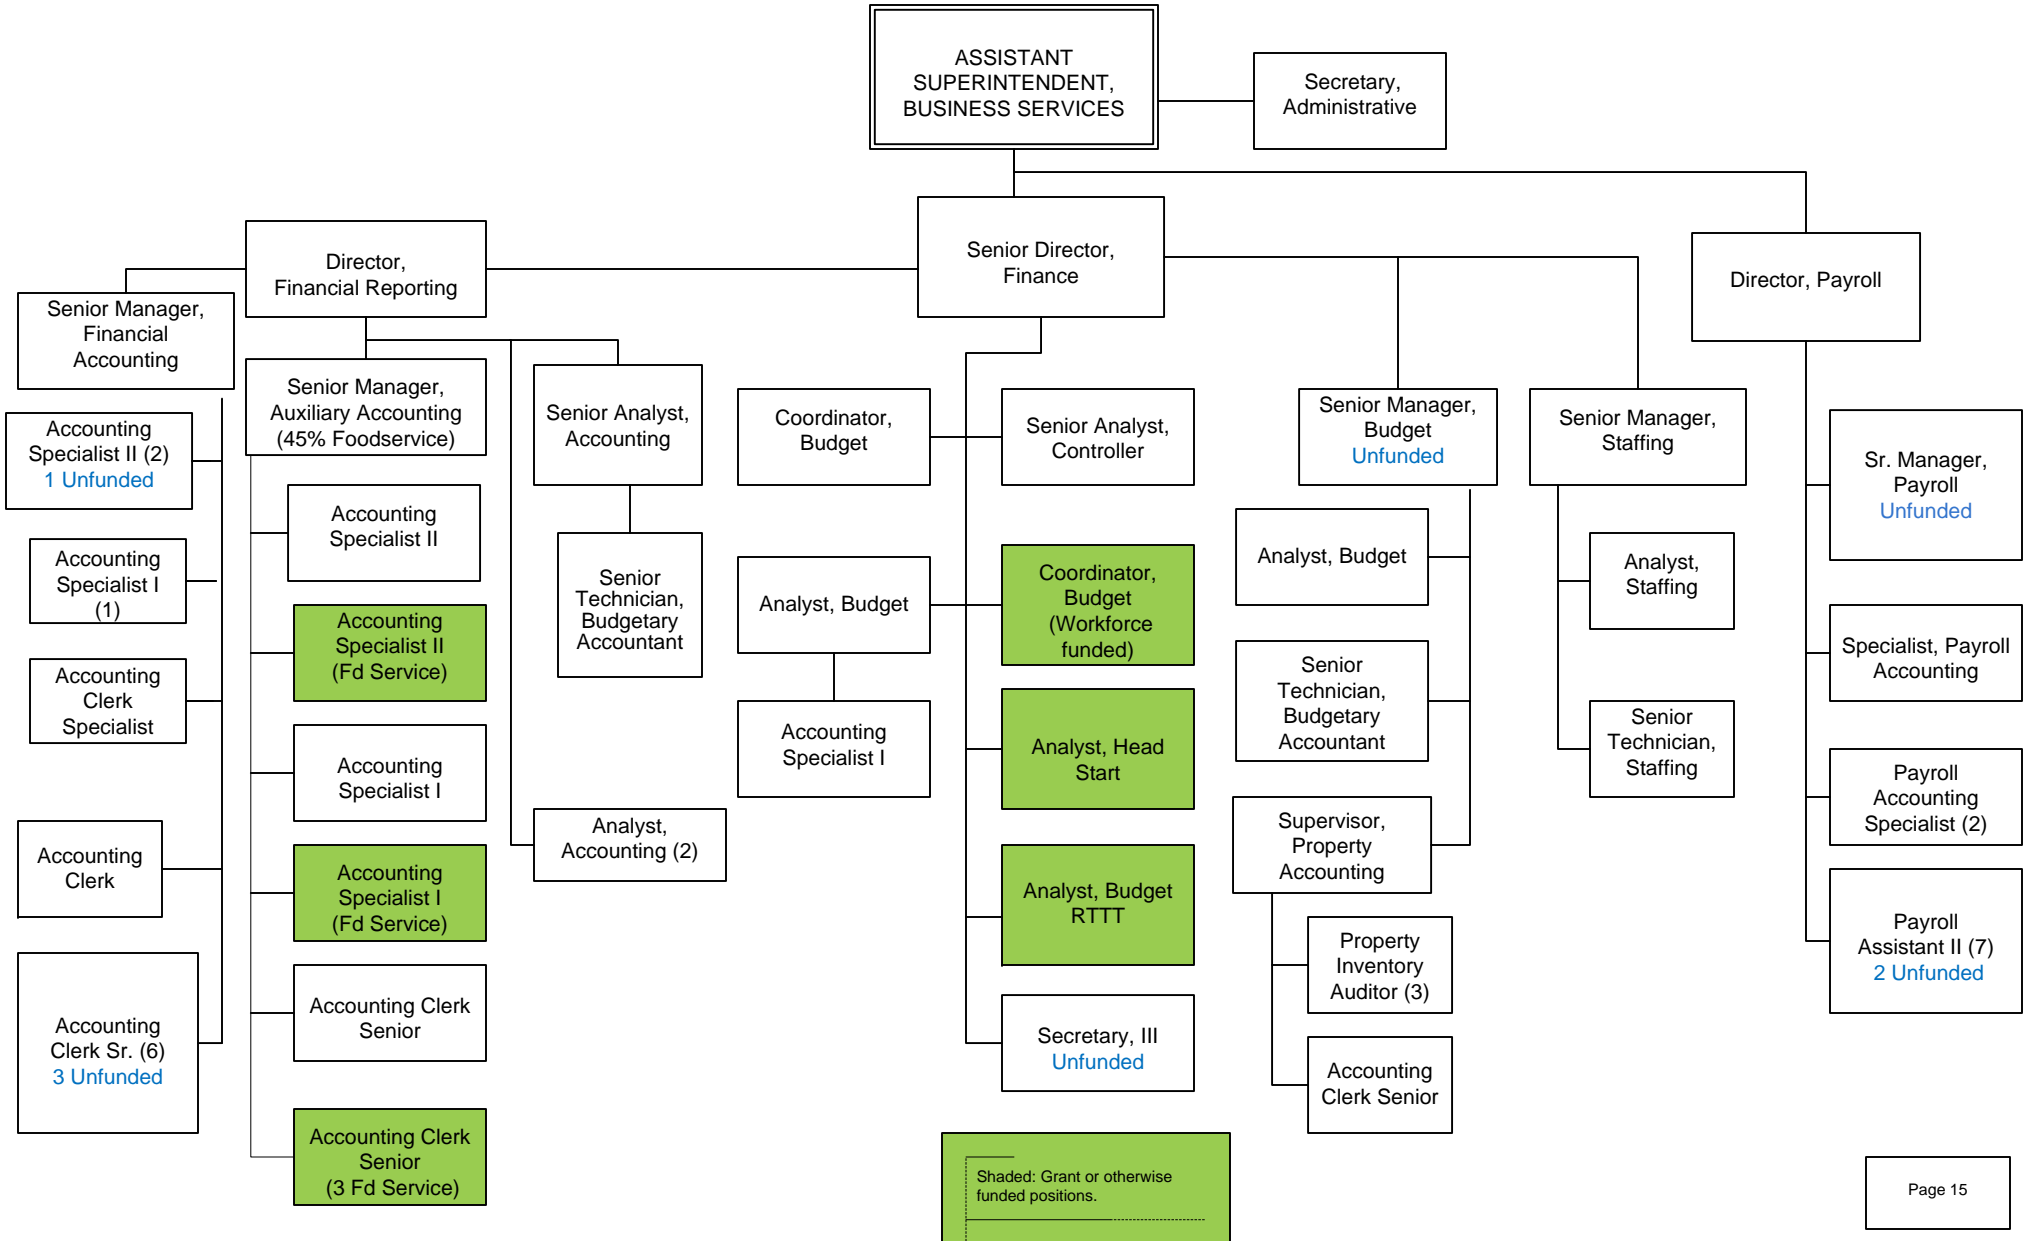 ASSISTANT
SUPERINTENDENT,
BUSINESS SERVICES
Secretary,
Administrative
Director,
Financial Reporting
Senior Director,
Finance
Director, Payroll
Senior Manager,
Financial
Accounting
Accounting
Specialist II (2)
1 Unfunded
Accounting
Specialist I
(1)
Accounting
Clerk
Specialist
Accounting
Clerk
Accounting
Clerk Sr. (6)
3 Unfunded
Senior Manager,
Auxiliary Accounting
(45% Foodservice)
Accounting
Specialist II
Accounting
Specialist II
(Fd Service)
Accounting
Specialist I
Accounting
Specialist I
(Fd Service)
Accounting Clerk
Senior
Accounting Clerk
Senior
(3 Fd Service)
Senior Analyst,
Accounting
Senior
Technician,
Budgetary
Accountant
Analyst,
Accounting (2)
Coordinator,
Budget
Senior Analyst,
Controller
Analyst, Budget
Accounting
Specialist I
Coordinator,
Budget
(Workforce
funded)
Analyst, Head
Start
Analyst, Budget
RTTT
Secretary, III
Unfunded
Senior Manager,
Budget
Unfunded
Analyst, Budget
Senior
Technician,
Budgetary
Accountant
Supervisor,
Property
Accounting
Property
Inventory
Auditor (3)
Accounting
Clerk Senior
Senior Manager,
Staffing
Analyst,
Staffing
Senior
Technician,
Staffing
Sr. Manager,
Payroll
Unfunded
Specialist, Payroll
Accounting
Payroll
Accounting
Specialist (2)
Payroll
Assistant II (7)
2 Unfunded
Shaded: Grant or otherwise
funded positions.
Page 15